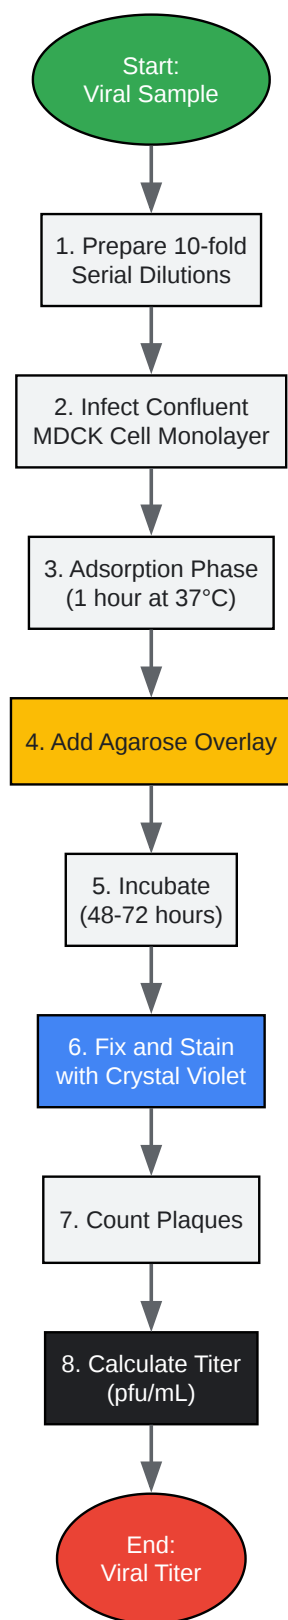 Start:
Viral Sample
1. Prepare 10-fold
Serial Dilutions
2. Infect Confluent
MDCK Cell Monolayer
3. Adsorption Phase
(1 hour at 37°C)
4. Add Agarose Overlay
5. Incubate
(48-72 hours)
6. Fix and Stain
with Crystal Violet
7. Count Plaques
8. Calculate Titer
(pfu/mL)
End:
Viral Titer